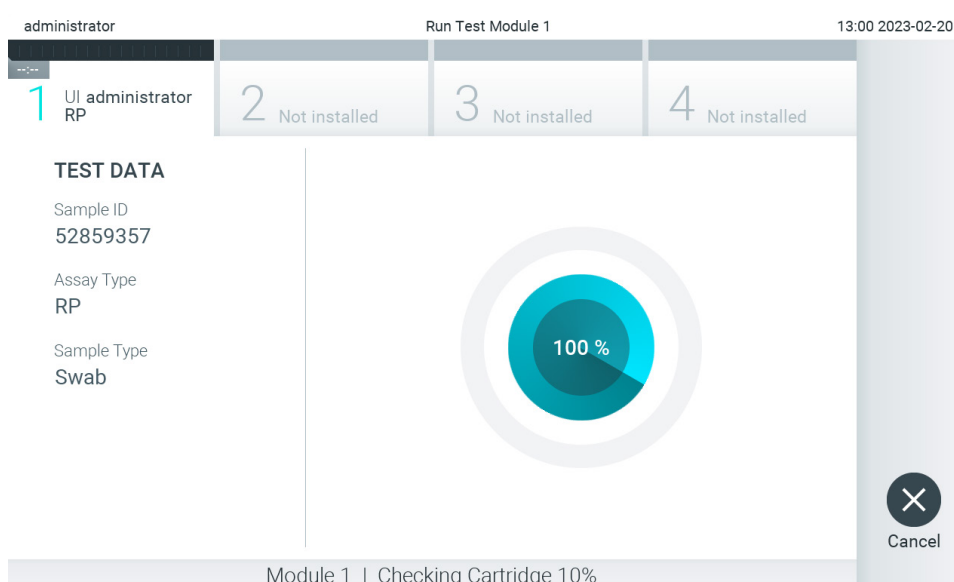 administrator Run Test Module 1 13:00 2023-02-20
--:--
1 UI administrator
RP
2 Not installed
3 Not installed
4 Not installed
TEST DATA
Sample ID
52859357
Assay Type
RP
Sample Type
Swab
100 %
Cancel
Module 1 | Checking Cartridge 10%